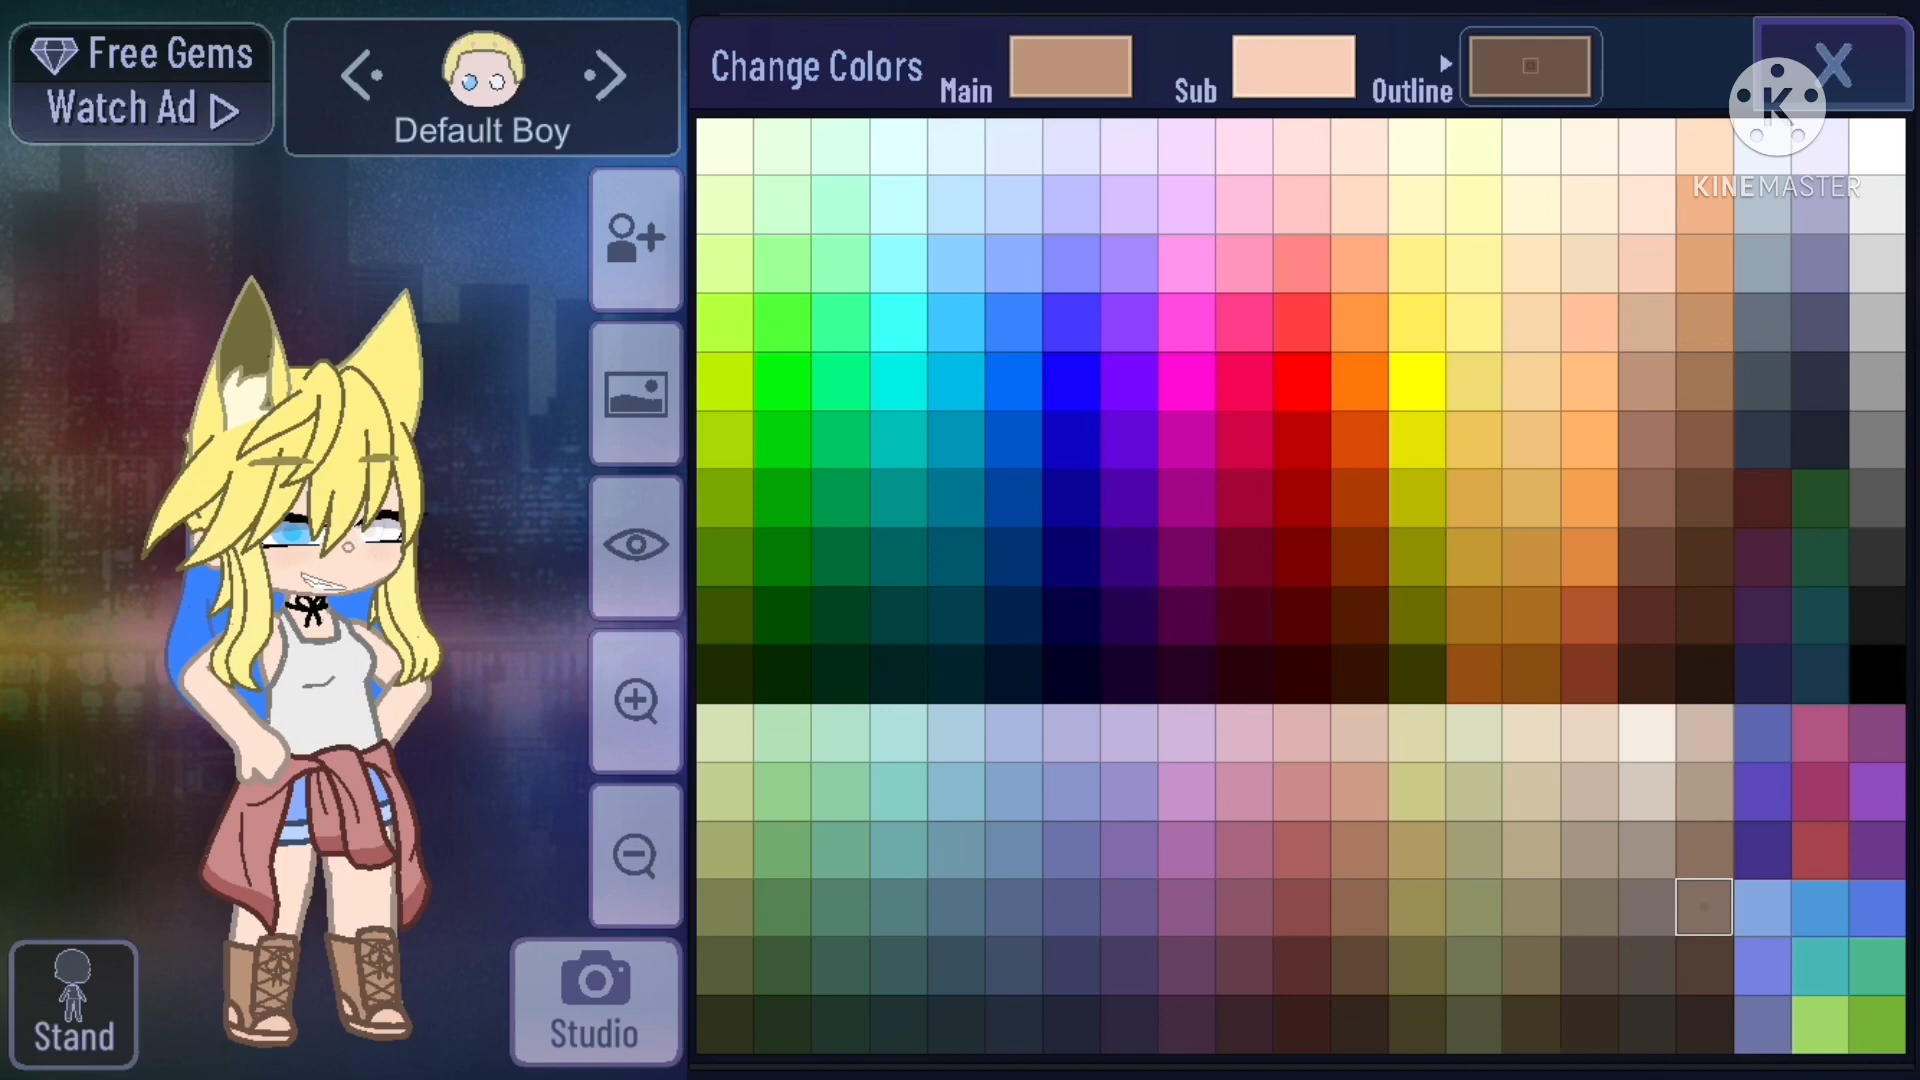 Free Gems
Watch Ad
Default Boy
Change Colors
Main
Sub
Outline
X
K
KINEMASTER
Stand
Studio